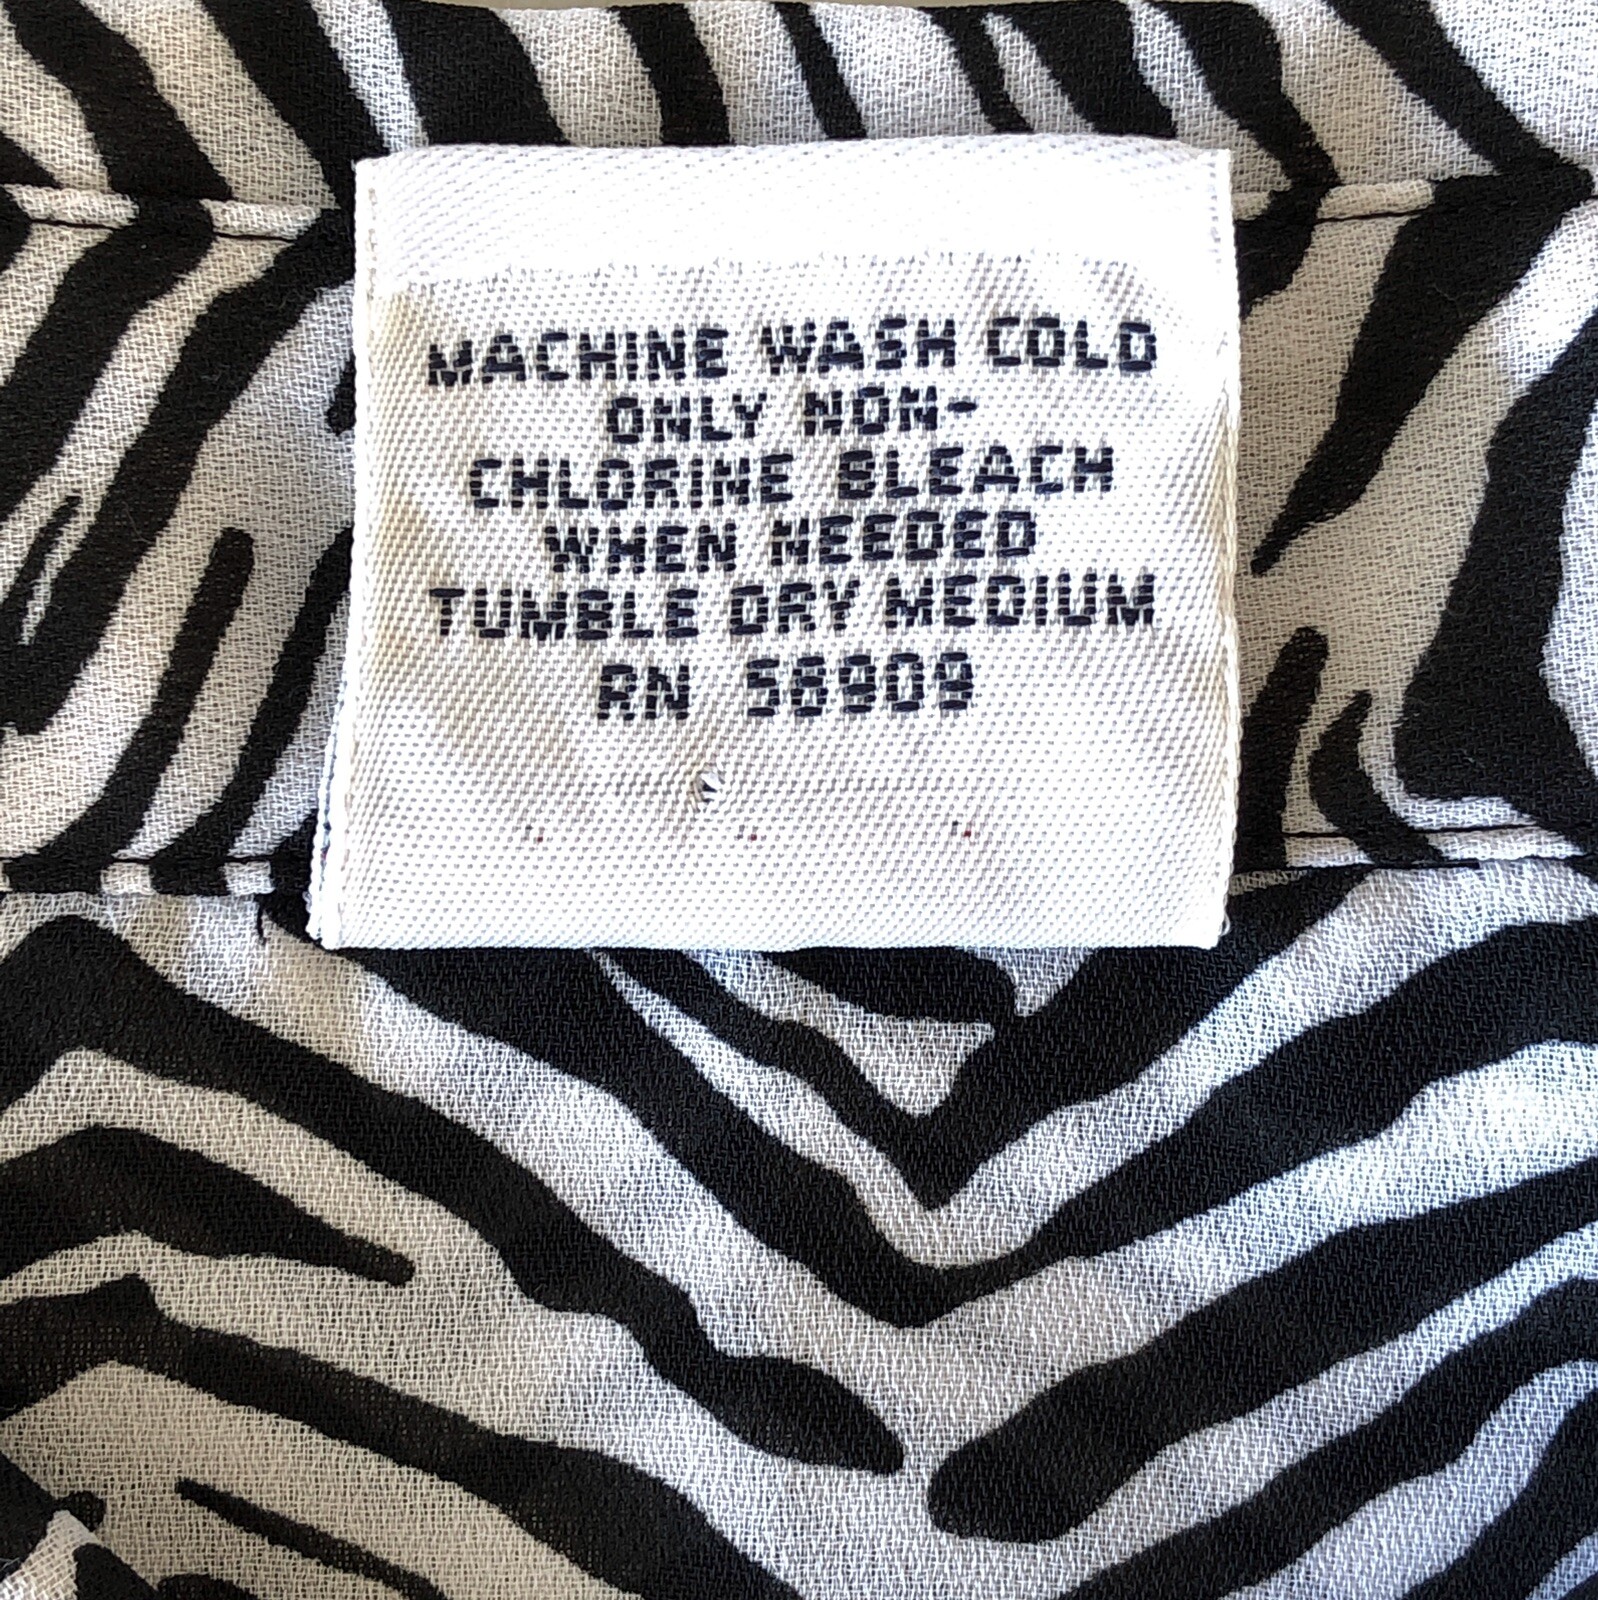 MACHINE WASH COLD
ONLY NON-
CHLORINE BLEACH
WHEN NEEDED
TUMBLE DRY MEDIUM
RN 58909